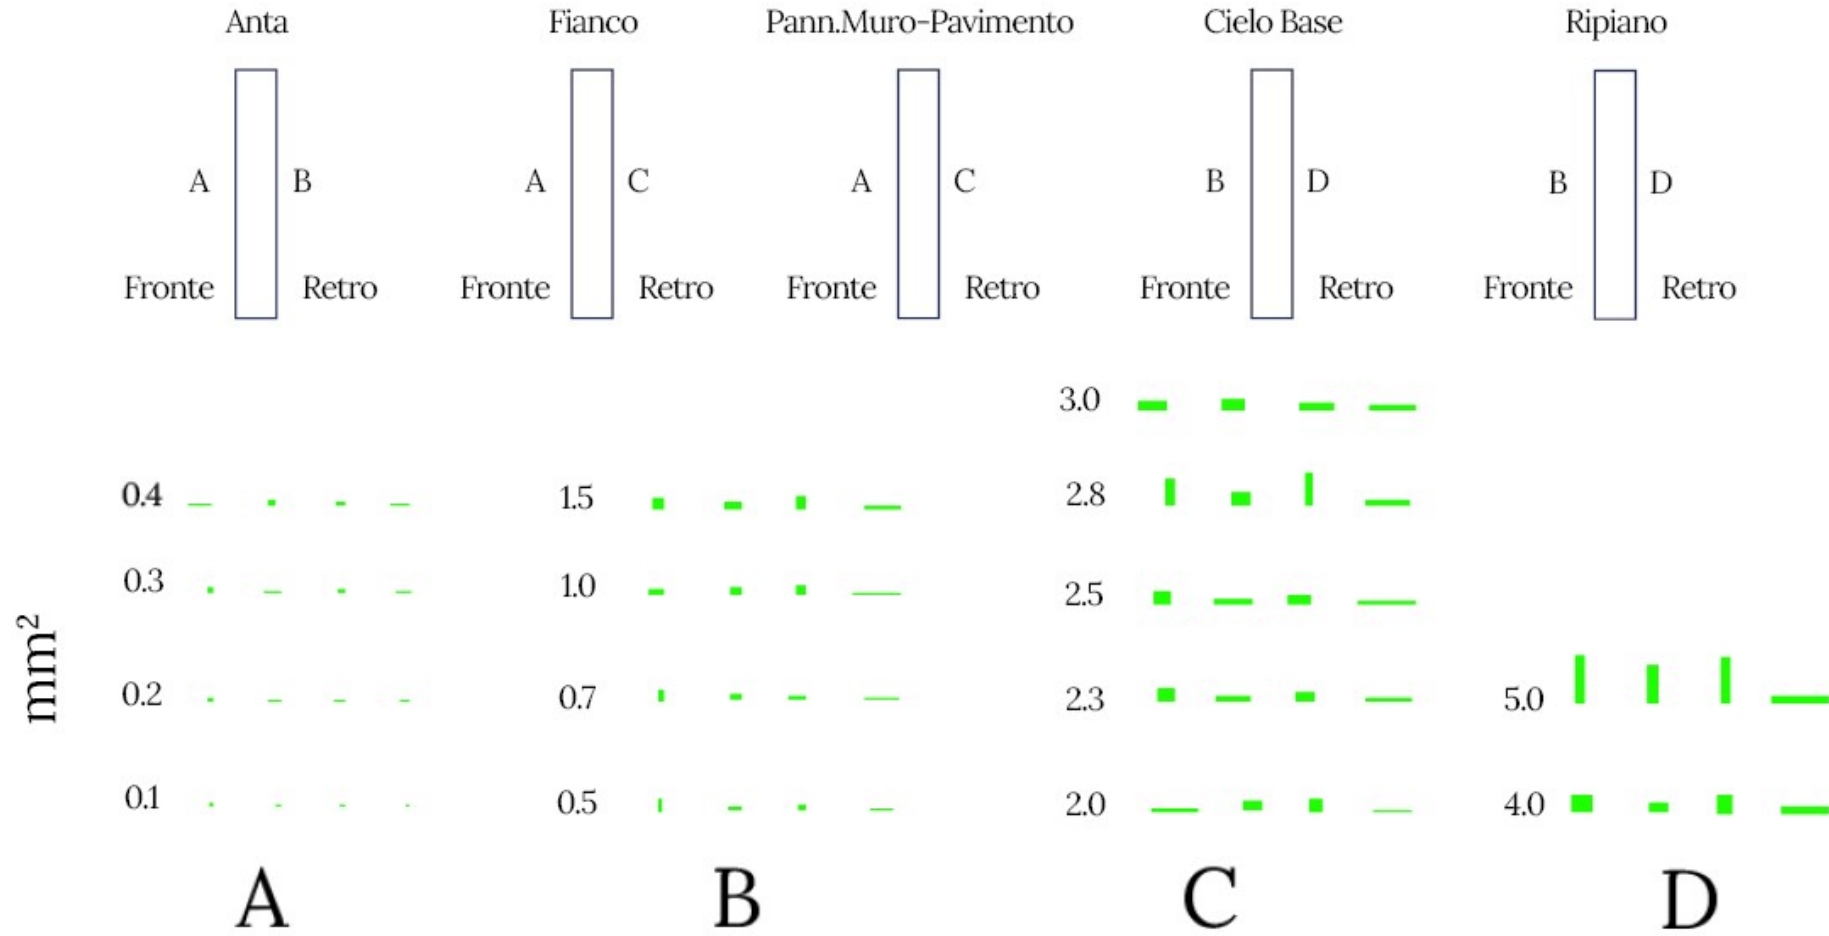 Anta
Fianco
Pann.Muro-Pavimento
Cielo Base
Ripiano
A B
A C
A C
B D
B D
Fronte Retro
Fronte Retro
Fronte Retro
Fronte Retro
Fronte Retro
mm²
0.4
0.3
0.2
0.1
A
1.5
1.0
0.7
0.5
B
3.0
2.8
2.5
2.3
2.0
C
5.0
4.0
D